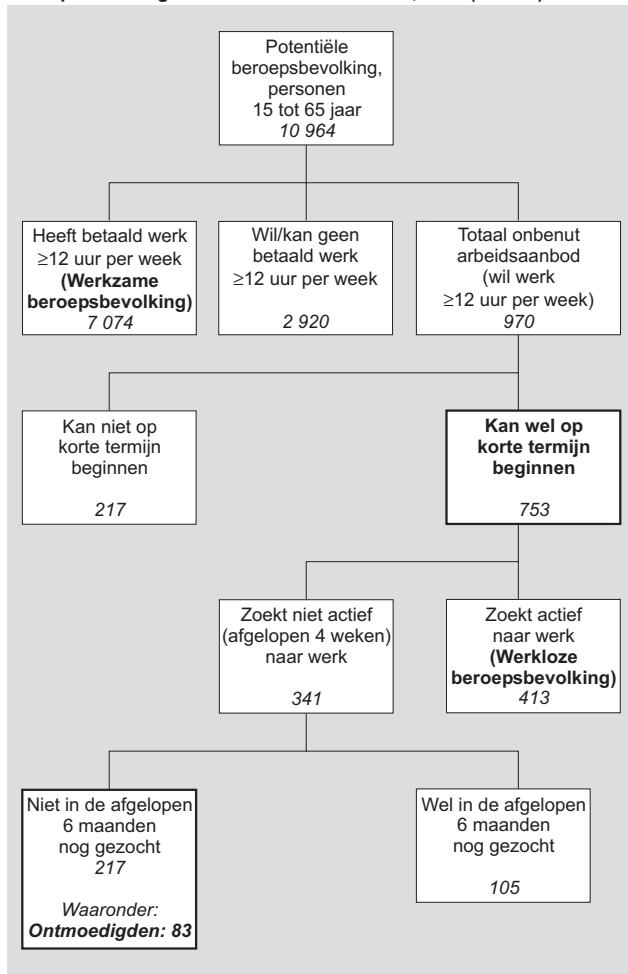 Potentiële
beroepsbevolking,
personen
15 tot 65 jaar
10 964
Heeft betaald werk
≥12 uur per week
(Werkzame
beroepsbevolking)
7 074
Wil/kan geen
betaald werk
≥12 uur per week
2 920
Totaal onbenut
arbeidsaanbod
(wil werk
≥12 uur per week)
970
Kan niet op
korte termijn
beginnen
217
Kan wel op
korte termijn
beginnen
753
Zoekt niet actief
(afgelopen 4 weken)
naar werk
341
Zoekt actief
naar werk
(Werkloze
beroepsbevolking)
413
Niet in de afgelopen
6 maanden
nog gezocht
217
Waaronder:
Ontmoedigden: 83
Wel in de afgelopen
6 maanden
nog gezocht
105